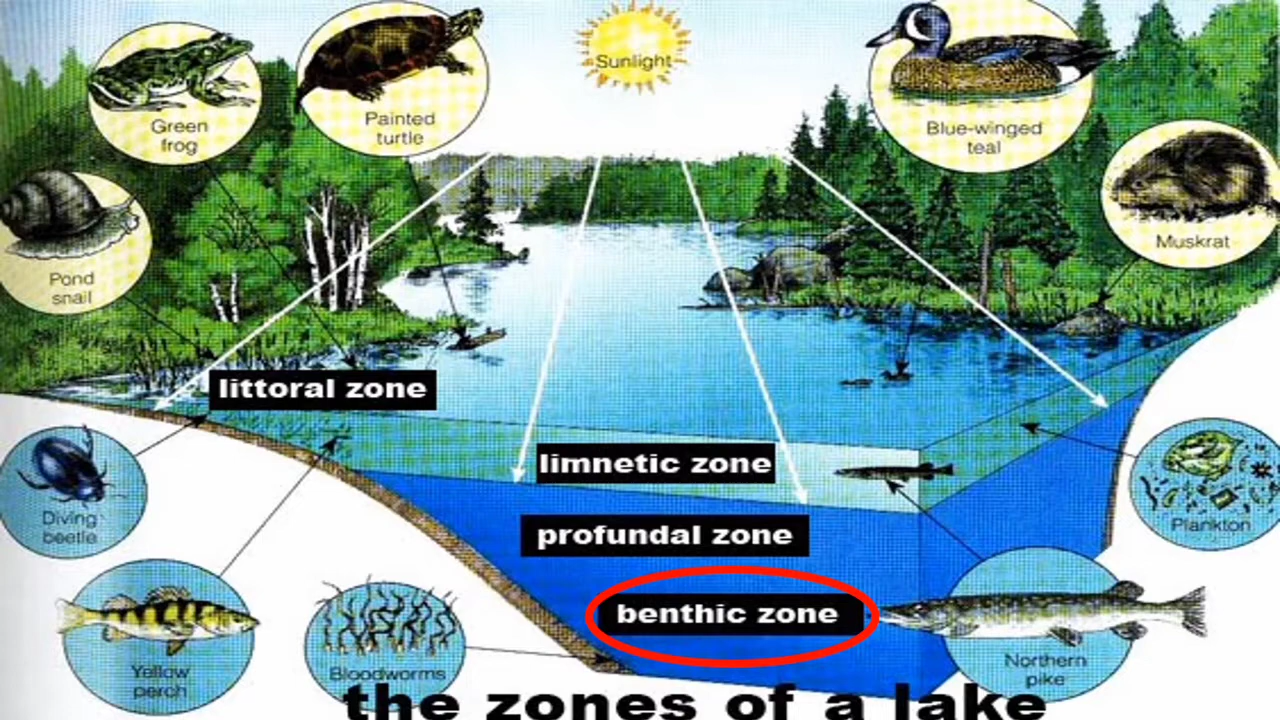 Sunlight
Green
frog
Painted
turtle
Blue-winged
teal
Muskrat
Pond
snail
littoral zone
limnetic zone
profundal zone
benthic zone
Diving
beetle
Plankton
Yellow
perch
Bloodworms
Northern
pike
the zones of a lake